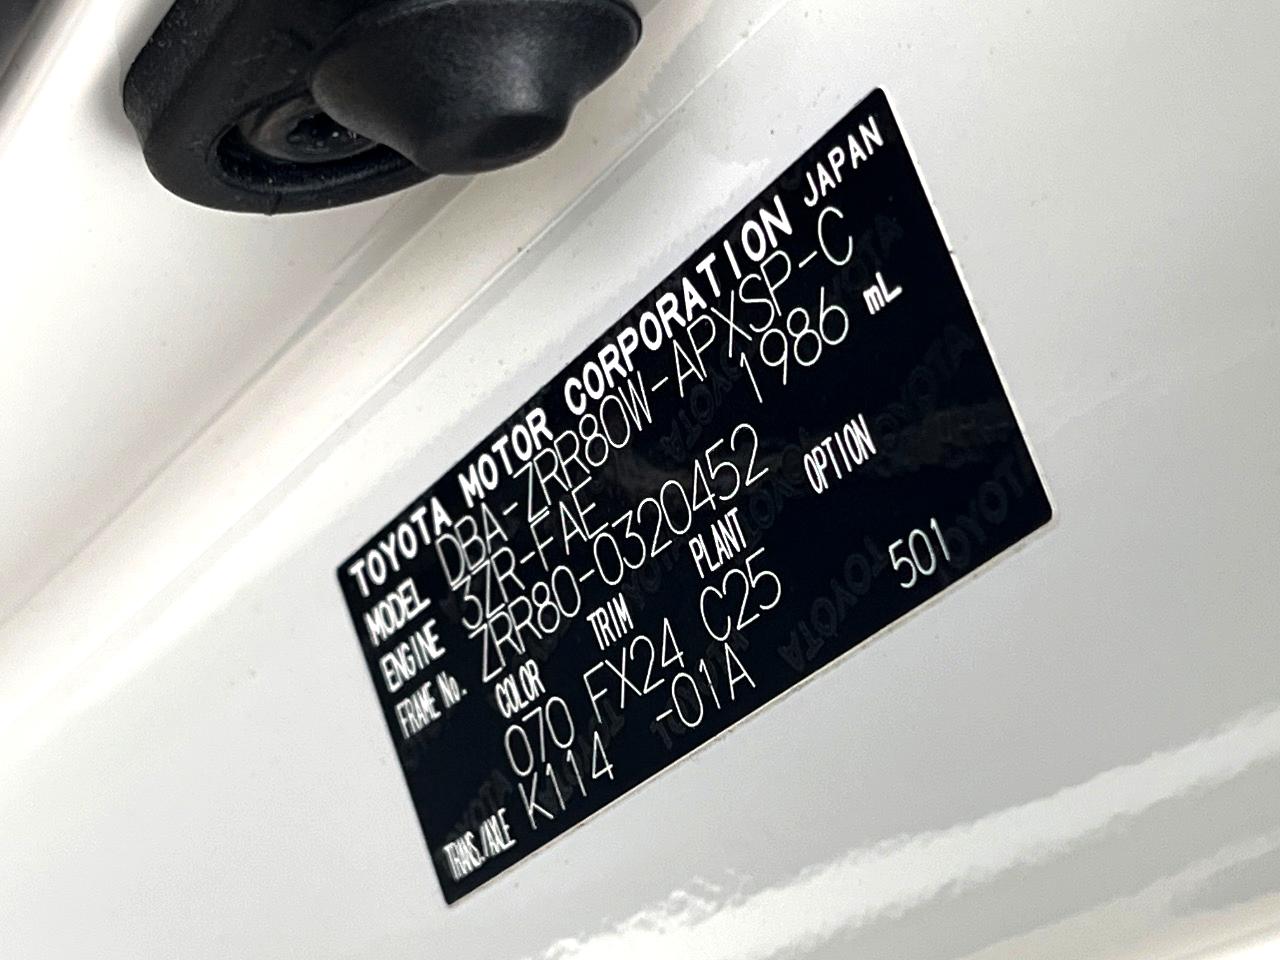 TOYOTA MOTOR CORPORATION JAPAN
MODEL DBA-ZRR80W-APXSP-C
ENGINE 3ZR-FAE 1986 mL
FRAME No. ZRR80-0320452
COLOR TRIM PLANT OPTION
070 FX24 C25 501
TRANS./AXLE K114 -01A